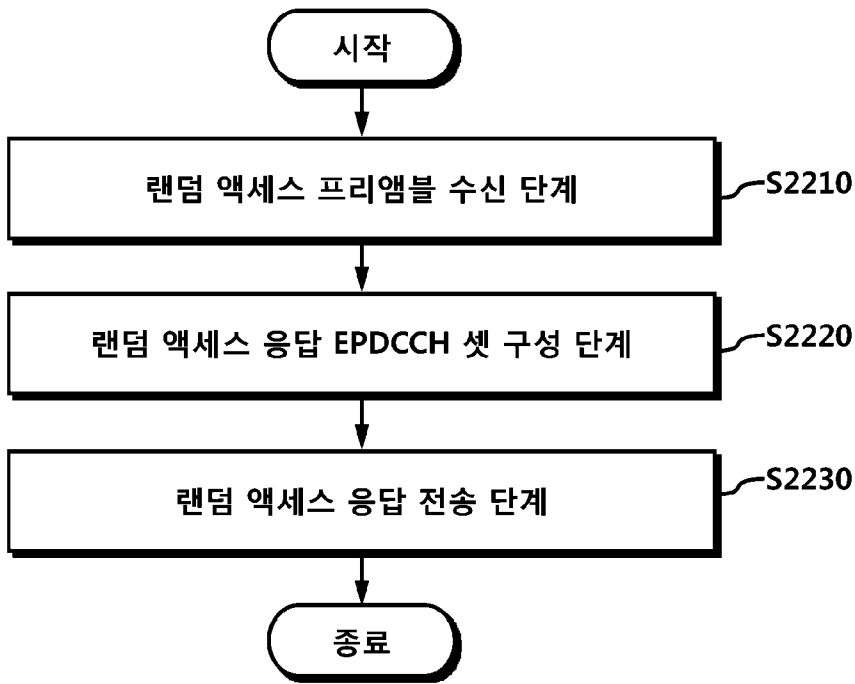 시작
랜덤 액세스 프리앰블 수신 단계
S2210
랜덤 액세스 응답 EPDCCH 셋 구성 단계
S2220
랜덤 액세스 응답 전송 단계
S2230
종료